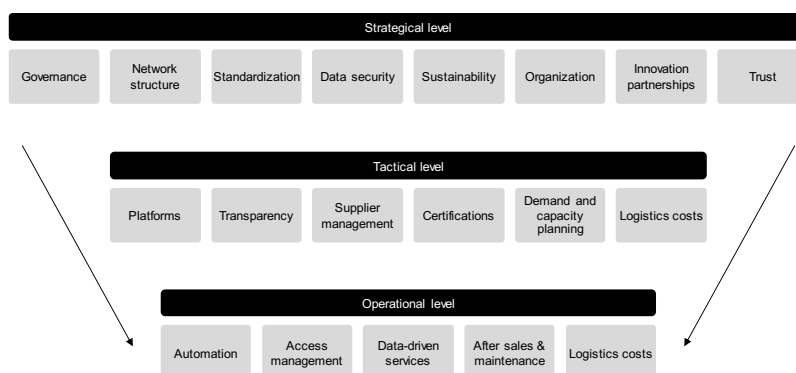 Strategical level
Governance
Network
structure
Standardization
Data security
Sustainability
Organization
Innovation
partnerships
Trust
Tactical level
Platforms
Transparency
Supplier
management
Certifications
Demand and
capacity
planning
Logistics costs
Operational level
Automation
Access
management
Data-driven
services
After sales &
maintenance
Logistics costs